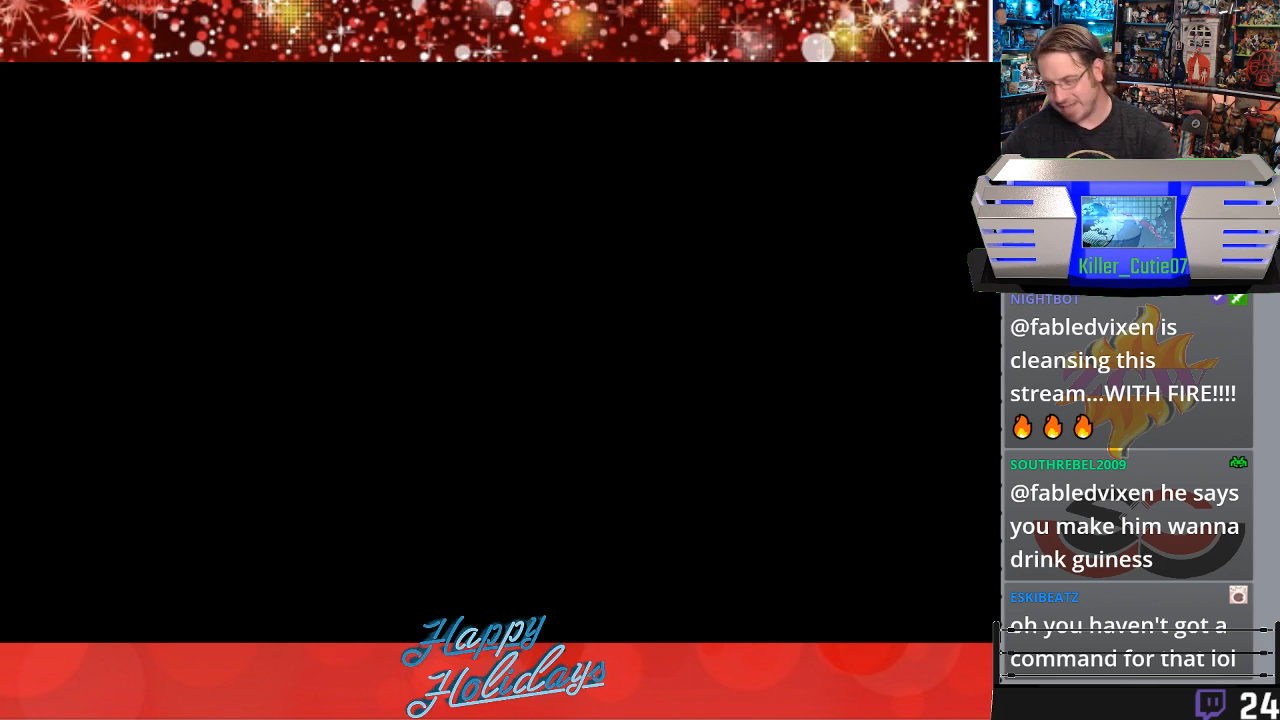 Killer_Cutie07
NIGHTBOT
@fabledvixen is
cleansing this
stream...WITH FIRE!!!!
SOUTHREBEL2009
@fabledvixen he says
you make him wanna
drink guiness
ESKIBEATZ
oh you haven't got a
command for that lol
Happy
Holidays
24